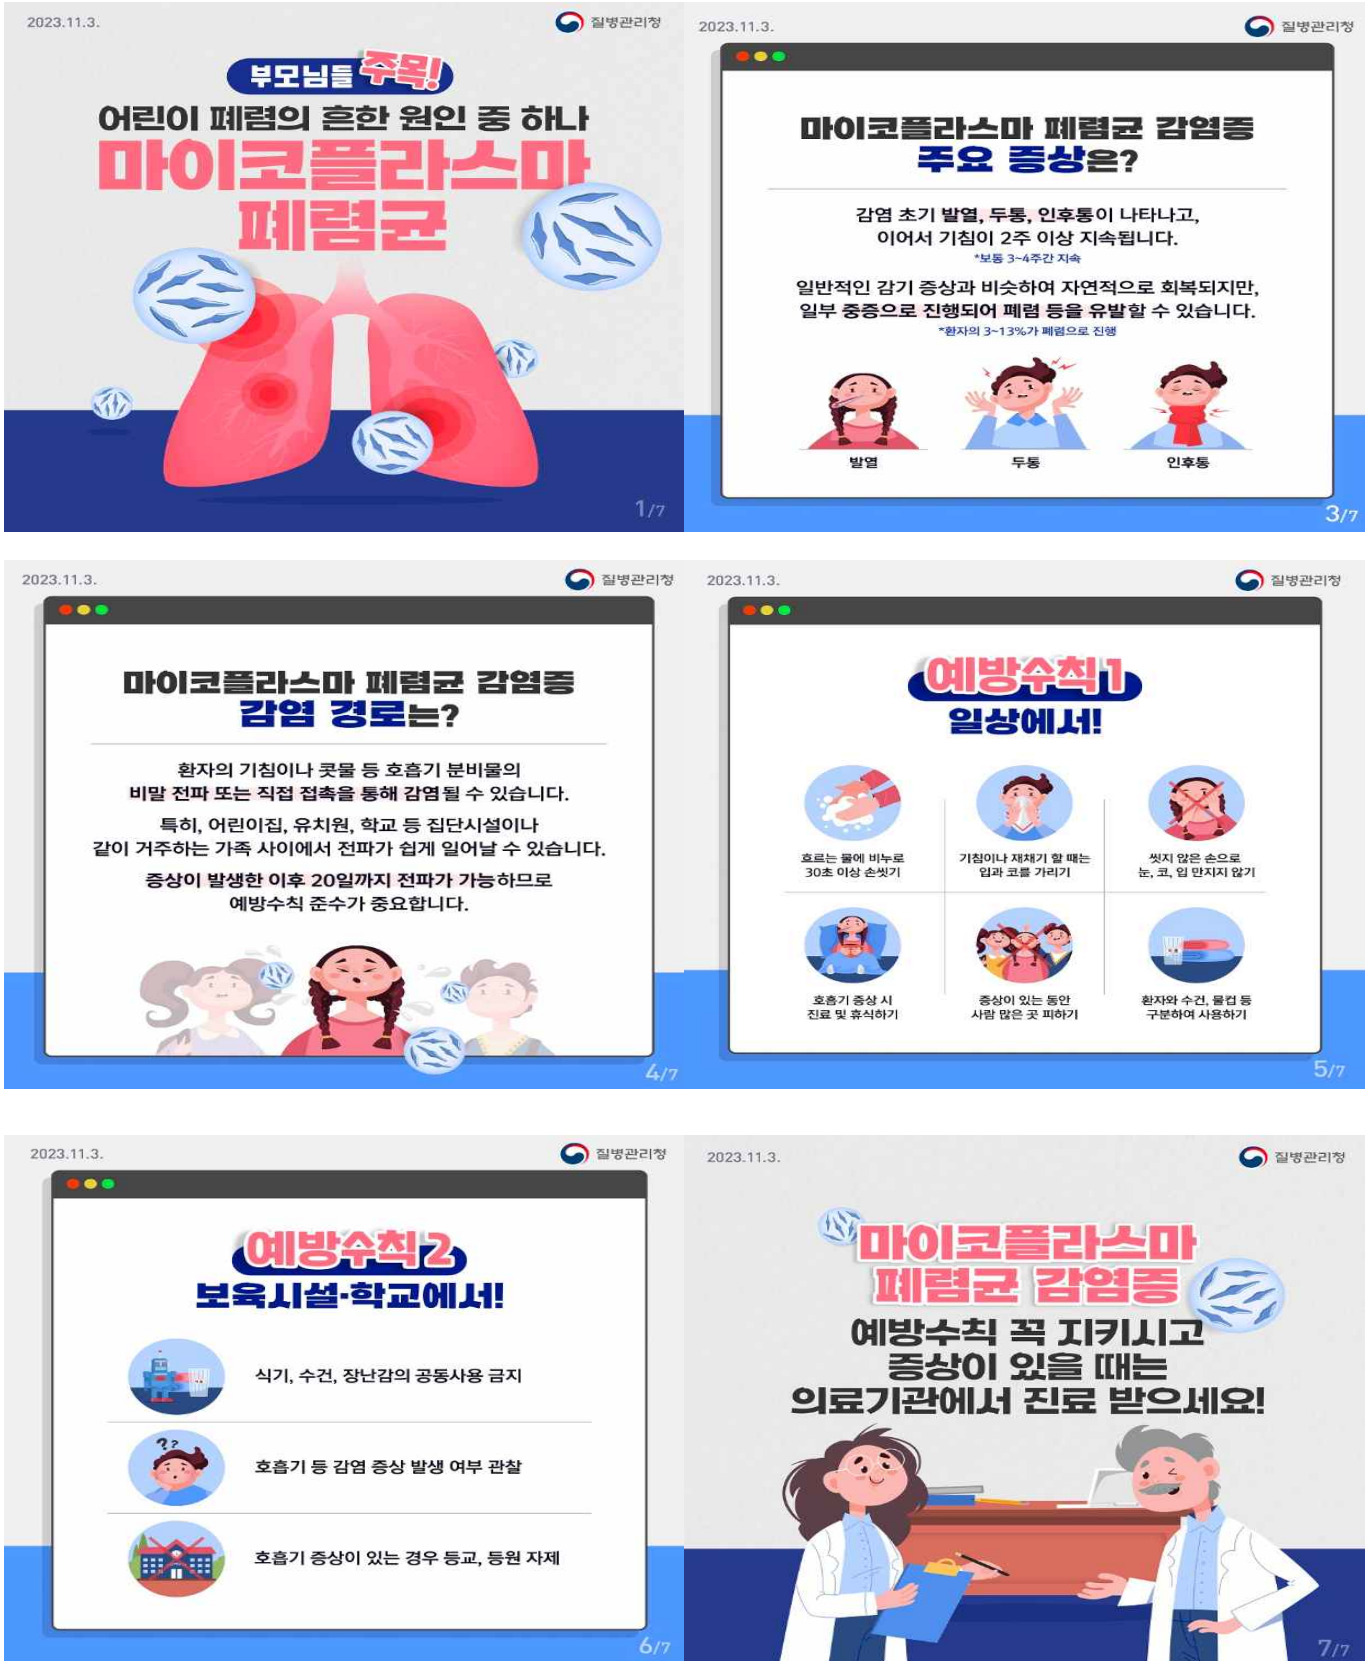 2023.11.3.
질병관리청
부모님들 주목!
어린이 폐렴의 흔한 원인 중 하나
마이코플라스마
폐렴균
1/7
2023.11.3.
질병관리청
마이코플라스마 폐렴균 감염증
주요 증상은?
감염 초기 발열, 두통, 인후통이 나타나고,
이어서 기침이 2주 이상 지속됩니다.
*보통 3~4주간 지속
일반적인 감기 증상과 비슷하여 자연적으로 회복되지만,
일부 중증으로 진행되어 폐렴 등을 유발할 수 있습니다.
*환자의 3~13%가 폐렴으로 진행
발열
두통
인후통
3/7
2023.11.3.
질병관리청
마이코플라스마 폐렴균 감염증
감염 경로는?
환자의 기침이나 콧물 등 호흡기 분비물의
비말 전파 또는 직접 접촉을 통해 감염될 수 있습니다.
특히, 어린이집, 유치원, 학교 등 집단시설이나
같이 거주하는 가족 사이에서 전파가 쉽게 일어날 수 있습니다.
증상이 발생한 이후 20일까지 전파가 가능하므로
예방수칙 준수가 중요합니다.
4/7
2023.11.3.
질병관리청
예방수칙 1
일상에서!
흐르는 물에 비누로
30초 이상 손씻기
기침이나 재채기 할 때는
입과 코를 가리기
씻지 않은 손으로
눈, 코, 입 만지지 않기
호흡기 증상 시
진료 및 휴식하기
증상이 있는 동안
사람 많은 곳 피하기
환자와 수건, 물컵 등
구분하여 사용하기
5/7
2023.11.3.
질병관리청
예방수칙 2
보육시설·학교에서!
식기, 수건, 장난감의 공동사용 금지
??
호흡기 등 감염 증상 발생 여부 관찰
호흡기 증상이 있는 경우 등교, 등원 자제
6/7
2023.11.3.
질병관리청
마이코플라스마
폐렴균 감염증
예방수칙 꼭 지키시고
증상이 있을 때는
의료기관에서 진료 받으세요!
7/7